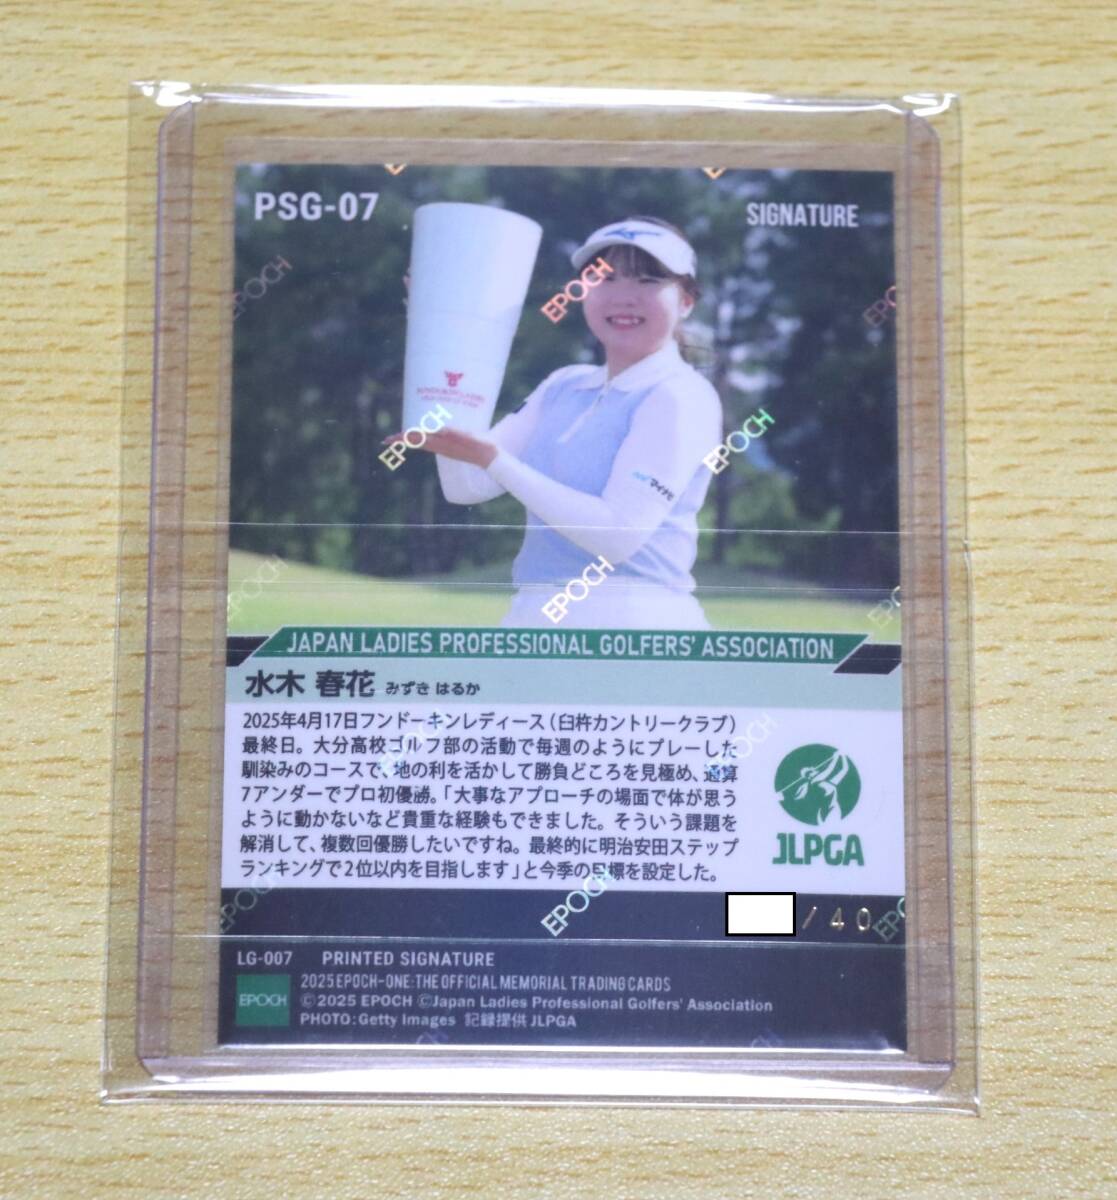 PSG-07
SIGNATURE
EPOCH
マイナビ
JAPAN LADIES PROFESSIONAL GOLFERS' ASSOCIATION
水木 春花 みずき はるか
2025年4月17日フンドーキンレディース(臼杵カントリークラブ)
最終日。大分高校ゴルフ部の活動で毎週のようにプレーした
馴染みのコースで、地の利を活かして勝負どころを見極め、通算
7アンダーでプロ初優勝。「大事なアプローチの場面で体が思う
ように動かないなど貴重な経験もできました。そういう課題を
解消して、複数回優勝したいですね。最終的に明治安田ステップ
ランキングで2位以内を目指します」と今季の目標を設定した。
JLPGA
/40
LG-007 PRINTED SIGNATURE
EPOCH
2025 EPOCH-ONE:THE OFFICIAL MEMORIAL TRADING CARDS
©2025 EPOCH ©Japan Ladies Professional Golfers' Association
PHOTO:Getty Images 記録提供 JLPGA